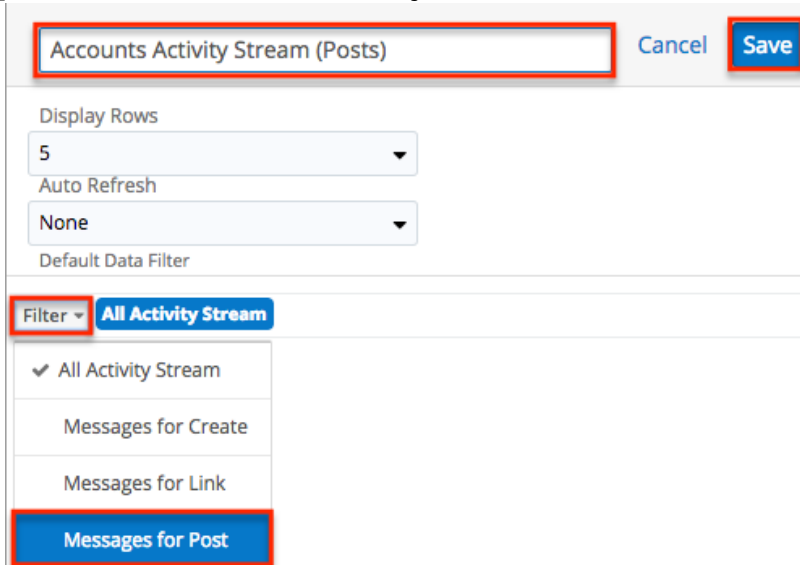 Accounts Activity Stream (Posts) Cancel Save
Display Rows
5
Auto Refresh
None
Default Data Filter
Filter All Activity Stream
All Activity Stream
Messages for Create
Messages for Link
Messages for Post